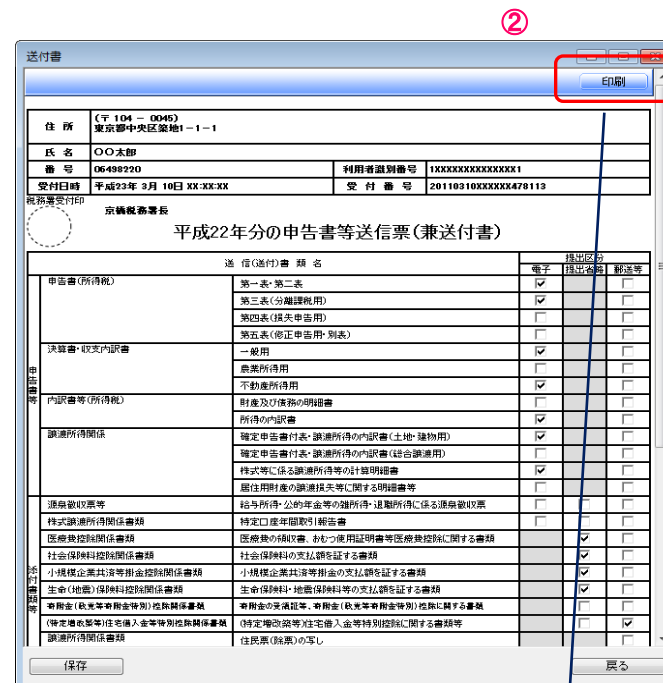 ②
送付書
印刷
住 所 (〒 104 - 0045)
東京都中央区築地1-1-1
氏 名 〇〇太郎
番 号 06498220 利用者識別番号 1XXXXXXXXXXXXXX1
受付日時 平成23年 3月 10日 XX:XX:XX 受 付 番 号 20110310XXXXXX478113
税務署受付印
京橋税務署長
平成22年分の申告書等送信票(兼送付書)
送 信(送付)書 類 名 提出区分
電子 提出省略 郵送等
申告書等
申告書(所得税) 第一表・第二表
第三表(分離課税用)
第四表(損失申告用)
第五表(修正申告用・別表)
決算書・収支内訳書 一般用
農業所得用
不動産所得用
内訳書等(所得税) 財産及び債務の明細書
所得の内訳書
譲渡所得関係 確定申告書付表・譲渡所得の内訳書(土地・建物用)
確定申告書付表・譲渡所得の内訳書(総合譲渡用)
株式等に係る譲渡所得等の計算明細書
居住用財産の譲渡損失等に関する明細書等
添付書類等
源泉徴収票等 給与所得・公的年金等の雑所得・退職所得に係る源泉徴収票
株式譲渡所得関係書類 特定口座年間取引報告書
医療費控除関係書類 医療費の領収書、おむつ使用証明書等医療費控除に関する書類
社会保険料控除関係書類 社会保険料の支払額を証する書類
小規模企業共済等掛金控除関係書類 小規模企業共済等掛金の支払額を証する書類
生命(地震)保険料控除関係書類 生命保険料・地震保険料等の支払額を証する書類
寄附金(政党等寄附金特別)控除関係書類 寄附金の受領証等、寄附金(政党等寄附金特別)控除に関する書類
(特定増改築等)住宅借入金等特別控除関係書類 (特定増改築等)住宅借入金等特別控除に関する書類等
譲渡所得関係書類 住民票(除票)の写し
保存 戻る